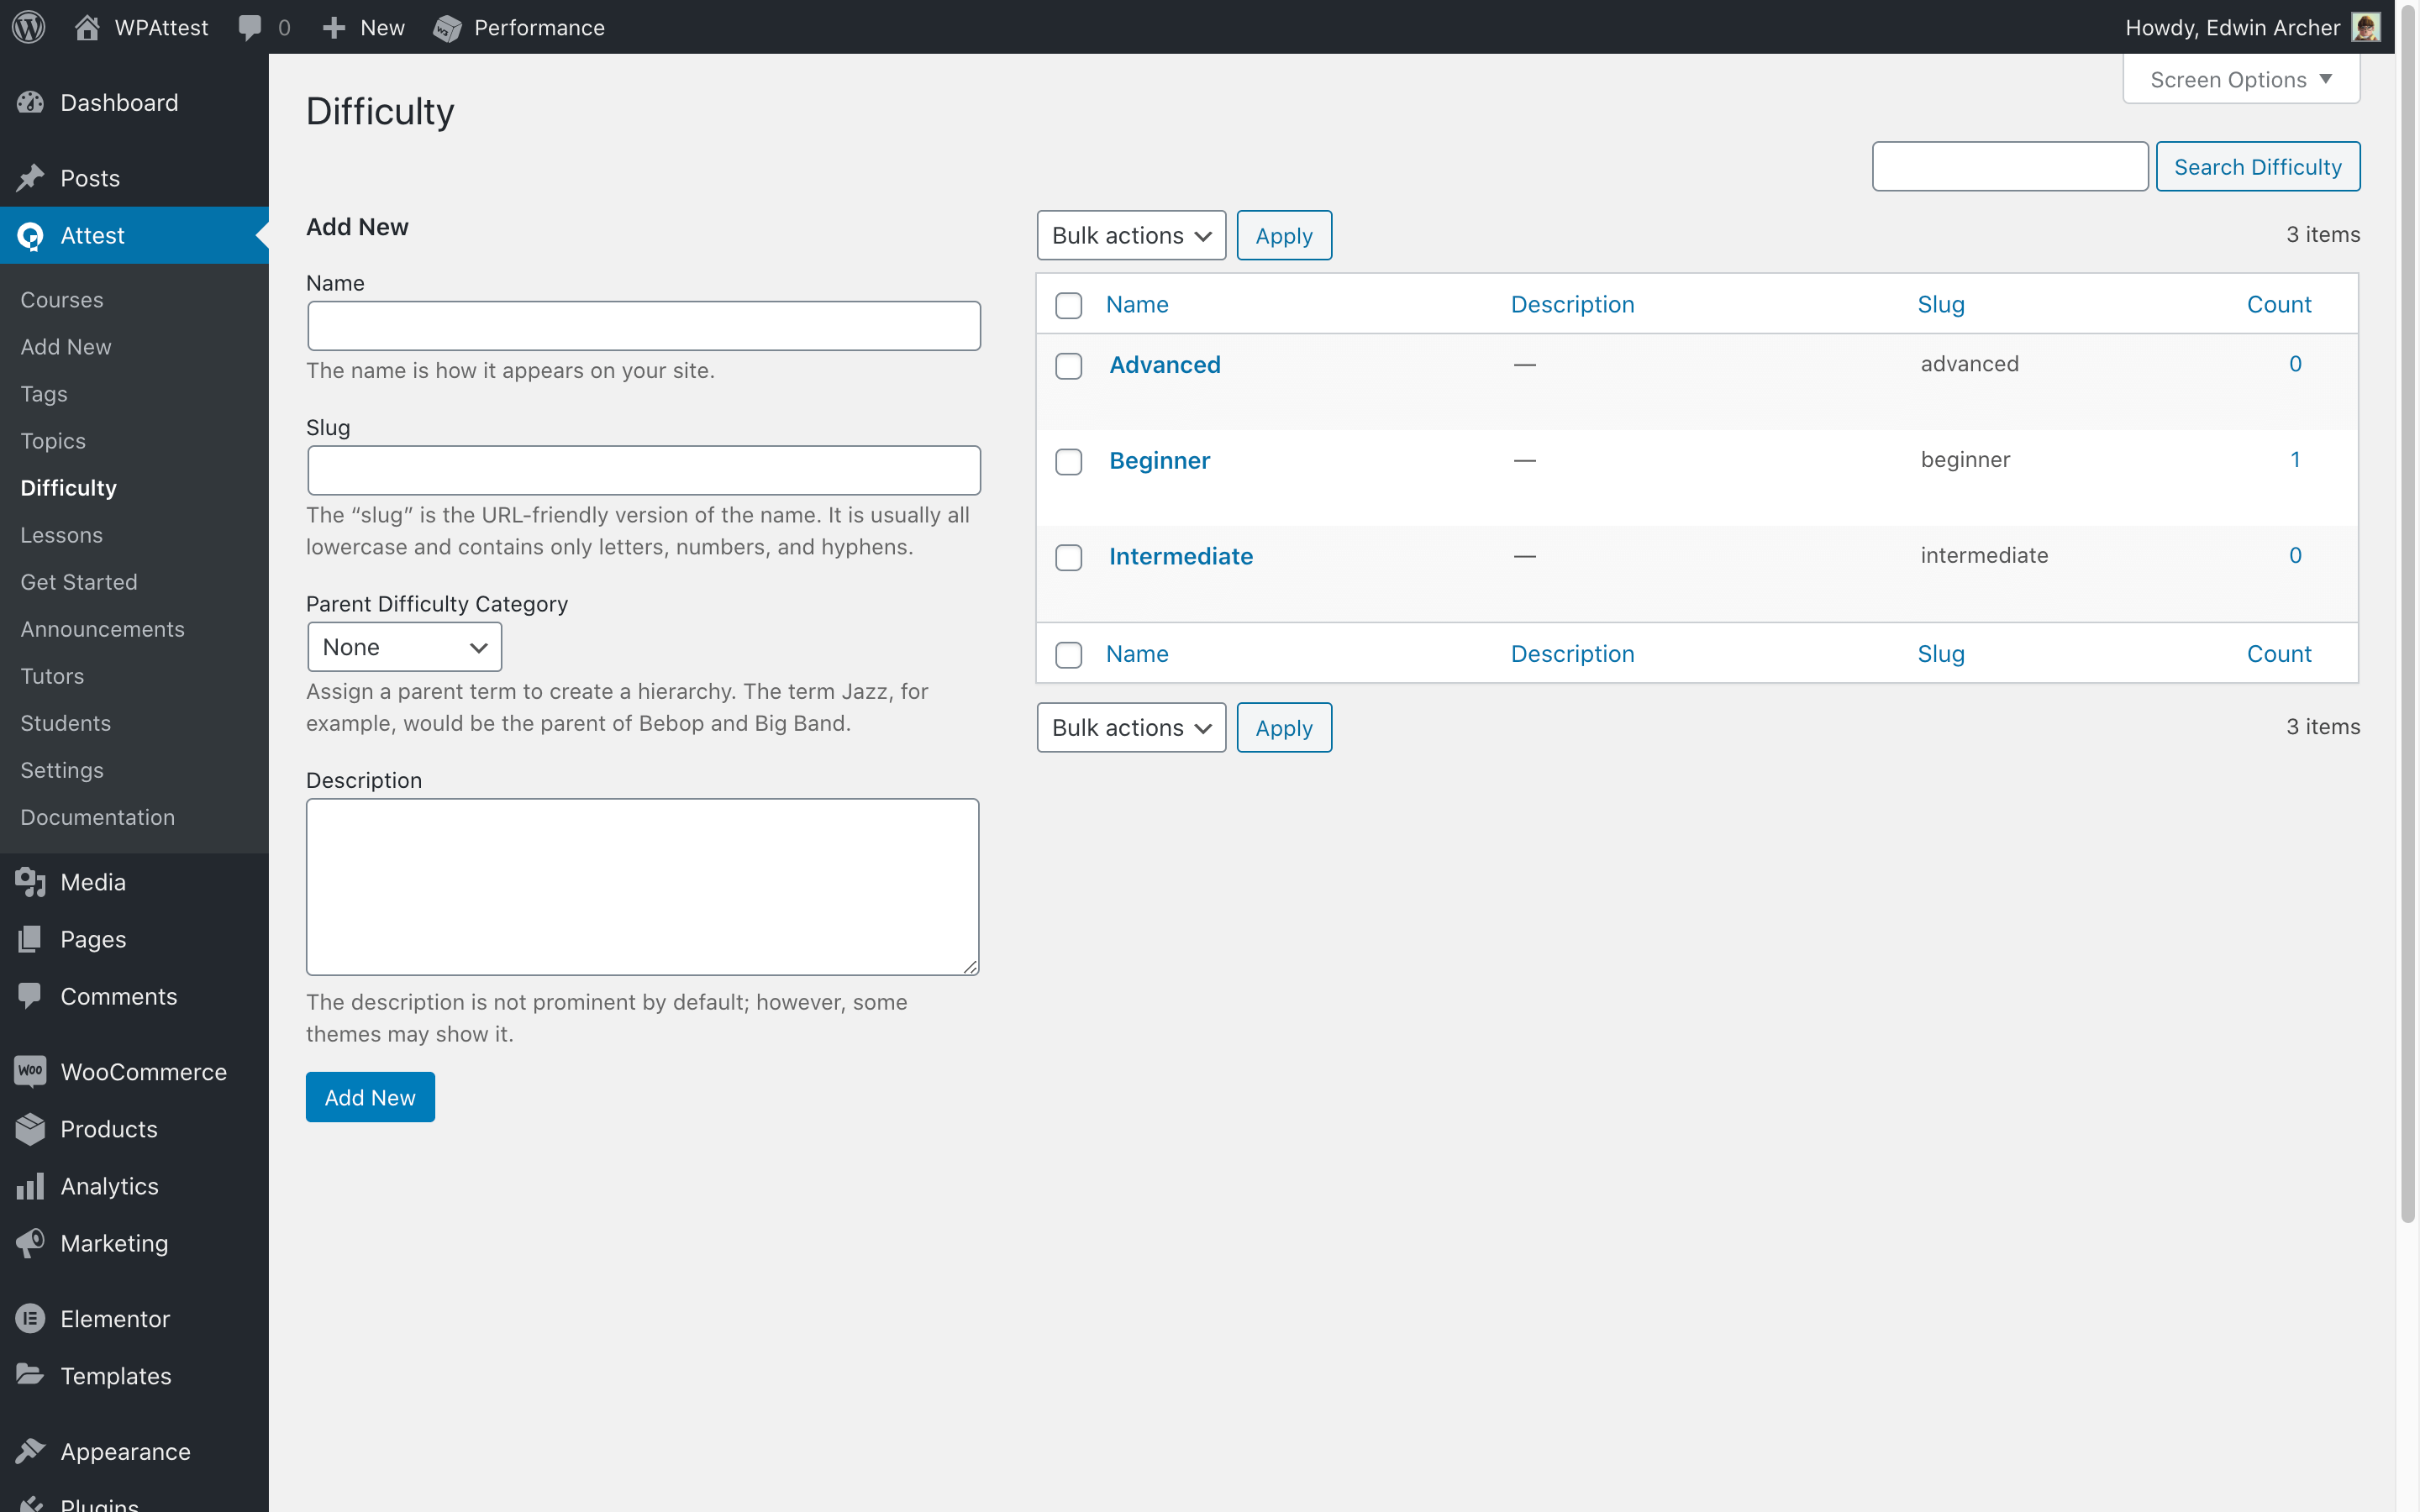 WPAttest
0
New
Performance
Howdy, Edwin Archer
Dashboard
Posts
Attest
Courses
Add New
Tags
Topics
Difficulty
Lessons
Get Started
Announcements
Tutors
Students
Settings
Documentation
Media
Pages
Comments
Woo WooCommerce
Products
Analytics
Marketing
Elementor
Templates
Appearance
Plugins
Screen Options
Difficulty
Search Difficulty
Add New
Name
The name is how it appears on your site.
Slug
The “slug” is the URL-friendly version of the name. It is usually all
lowercase and contains only letters, numbers, and hyphens.
Parent Difficulty Category
None
Assign a parent term to create a hierarchy. The term Jazz, for
example, would be the parent of Bebop and Big Band.
Description
The description is not prominent by default; however, some
themes may show it.
Add New
Bulk actions Apply 3 items
Name Description Slug Count
Advanced — advanced 0
Beginner — beginner 1
Intermediate — intermediate 0
Name Description Slug Count
Bulk actions Apply 3 items